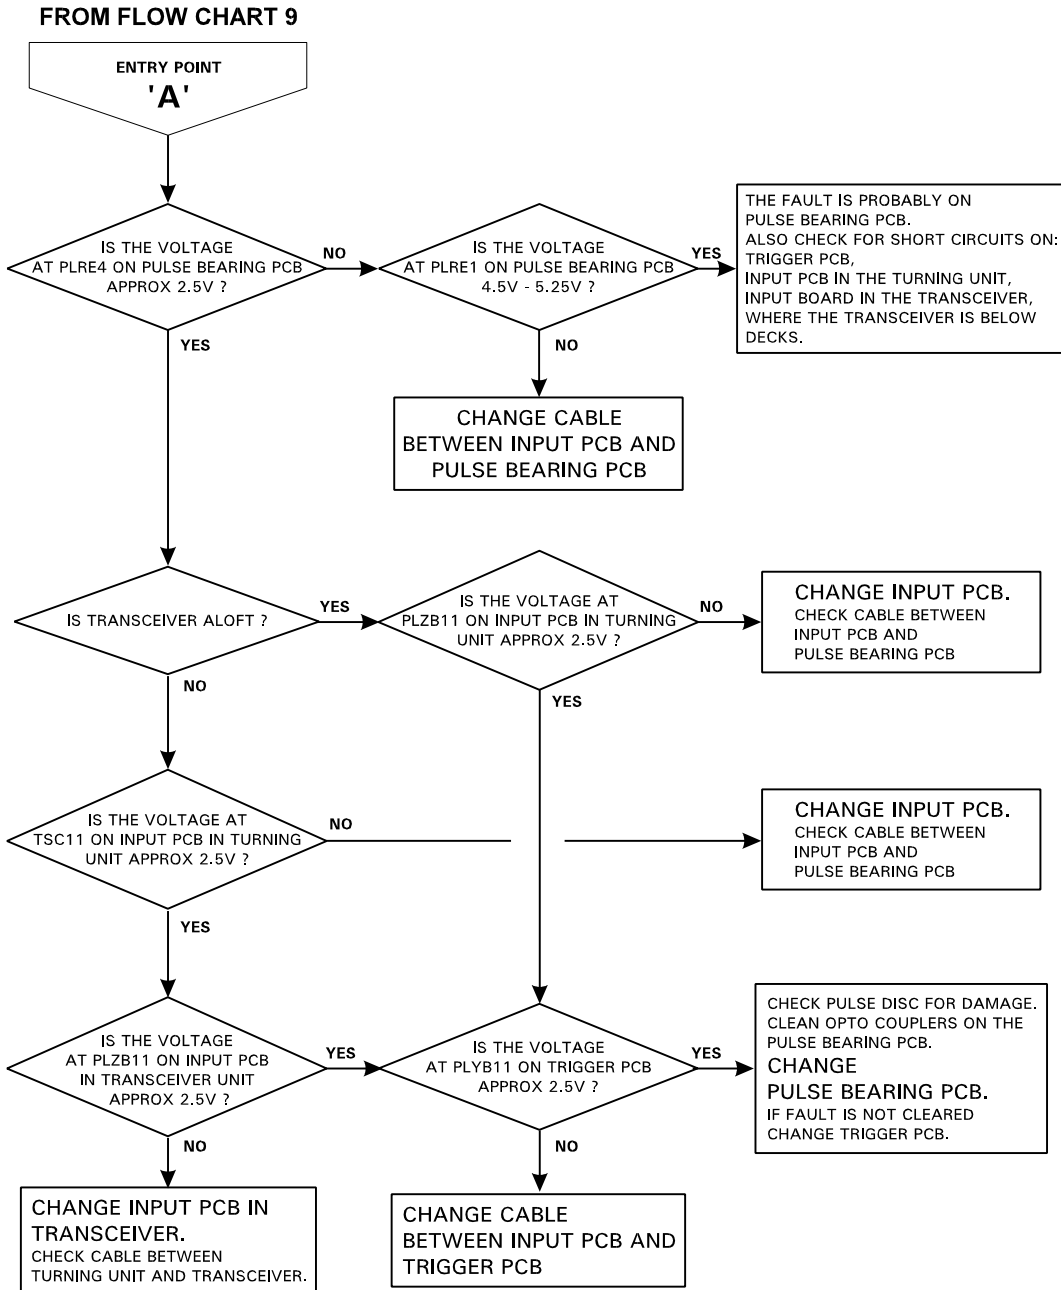 FROM FLOW CHART 9
ENTRY POINT
'A'
IS THE VOLTAGE
AT PLRE4 ON PULSE BEARING PCB
APPROX 2.5V ?
NO
YES
IS THE VOLTAGE
AT PLRE1 ON PULSE BEARING PCB
4.5V - 5.25V ?
YES
NO
THE FAULT IS PROBABLY ON
PULSE BEARING PCB.
ALSO CHECK FOR SHORT CIRCUITS ON:
TRIGGER PCB,
INPUT PCB IN THE TURNING UNIT,
INPUT BOARD IN THE TRANSCEIVER,
WHERE THE TRANSCEIVER IS BELOW
DECKS.
CHANGE CABLE
BETWEEN INPUT PCB AND
PULSE BEARING PCB
IS TRANSCEIVER ALOFT ?
YES
NO
IS THE VOLTAGE AT
PLZB11 ON INPUT PCB IN TURNING
UNIT APPROX 2.5V ?
NO
YES
CHANGE INPUT PCB.
CHECK CABLE BETWEEN
INPUT PCB AND
PULSE BEARING PCB
IS THE VOLTAGE AT
TSC11 ON INPUT PCB IN TURNING
UNIT APPROX 2.5V ?
NO
YES
CHANGE INPUT PCB.
CHECK CABLE BETWEEN
INPUT PCB AND
PULSE BEARING PCB
IS THE VOLTAGE
AT PLZB11 ON INPUT PCB
IN TRANSCEIVER UNIT
APPROX 2.5V ?
YES
NO
IS THE VOLTAGE
AT PLYB11 ON TRIGGER PCB
APPROX 2.5V ?
YES
NO
CHECK PULSE DISC FOR DAMAGE.
CLEAN OPTO COUPLERS ON THE
PULSE BEARING PCB.
CHANGE
PULSE BEARING PCB.
IF FAULT IS NOT CLEARED
CHANGE TRIGGER PCB.
CHANGE INPUT PCB IN
TRANSCEIVER.
CHECK CABLE BETWEEN
TURNING UNIT AND TRANSCEIVER.
CHANGE CABLE
BETWEEN INPUT PCB AND
TRIGGER PCB